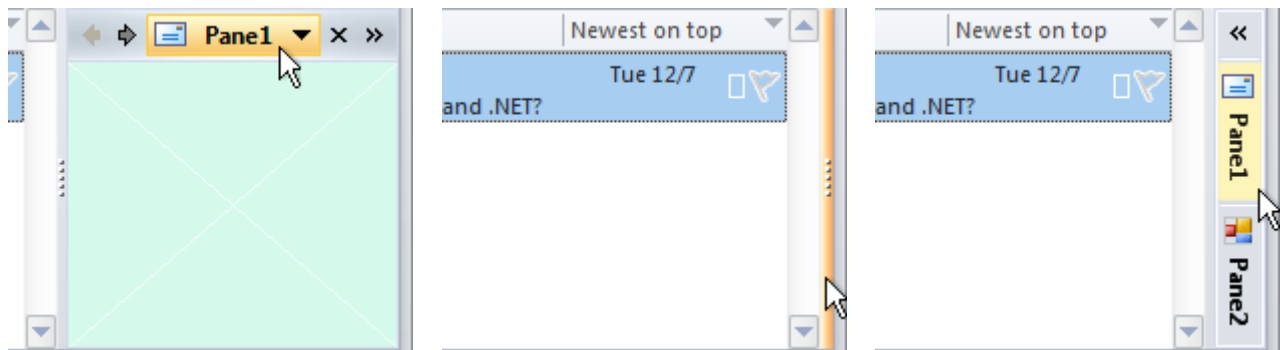 Pane1
Newest on top
Tue 12/7
and .NET?
Newest on top
Tue 12/7
and .NET?
Pane1
Pane2